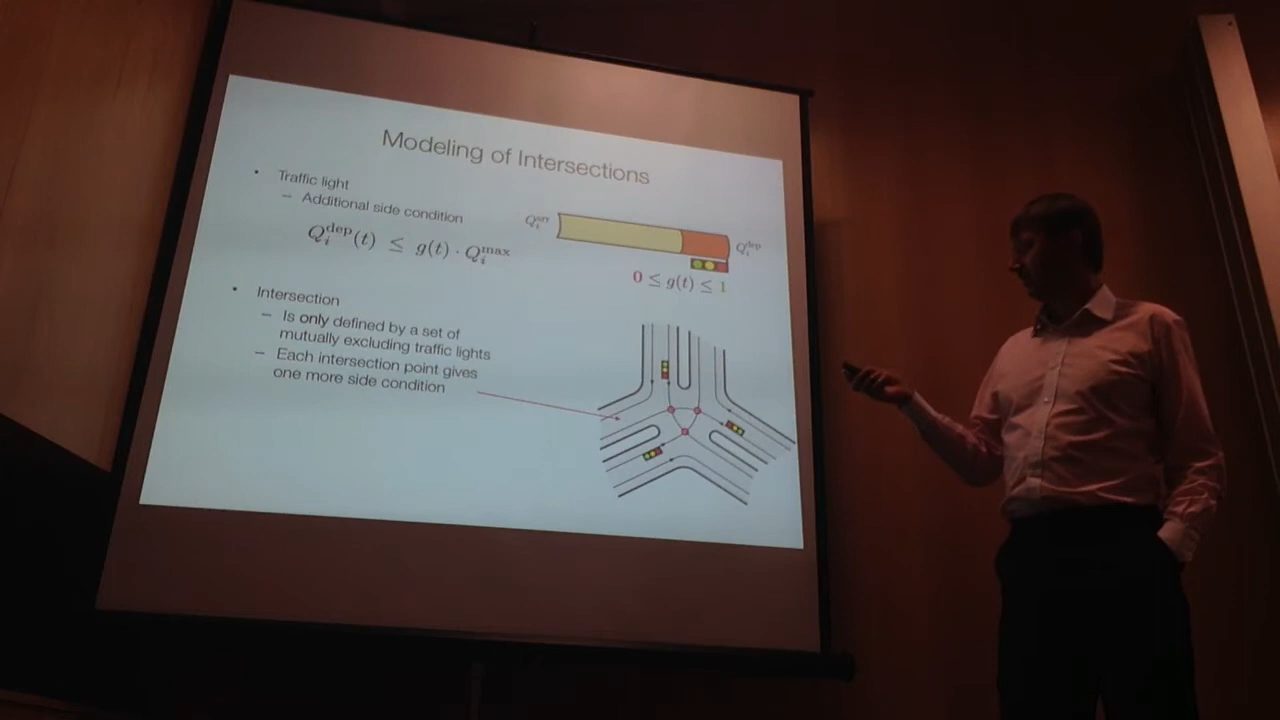 Modeling of Intersections
• Traffic light
– Additional side condition
Q_i^dep(t) ≤ g(t) · Q_i^max
Q_i^arr
Q_i^dep
0 ≤ g(t) ≤ 1
• Intersection
– Is only defined by a set of
mutually excluding traffic lights
– Each intersection point gives
one more side condition